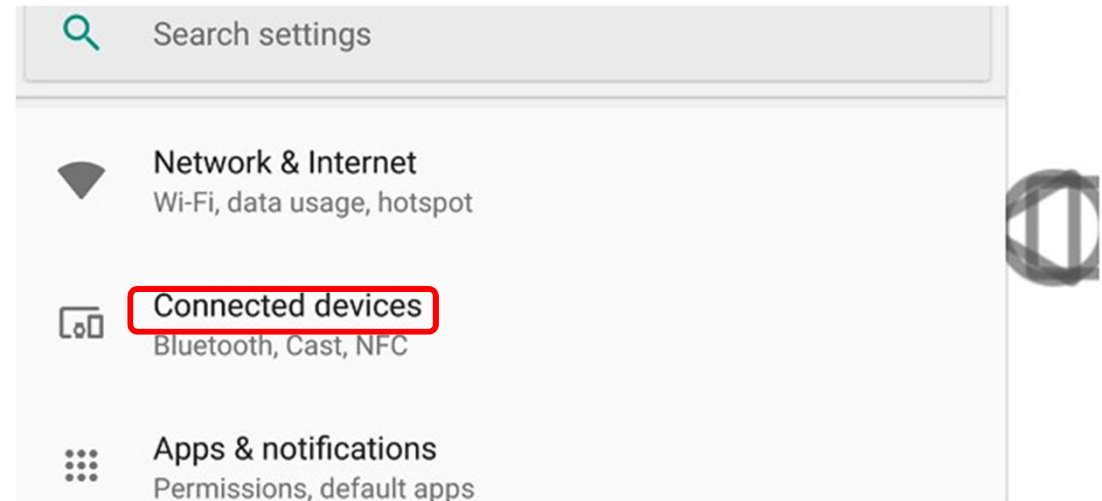 Search settings
Network & Internet
Wi-Fi, data usage, hotspot
Connected devices
Bluetooth, Cast, NFC
Apps & notifications
Permissions, default apps